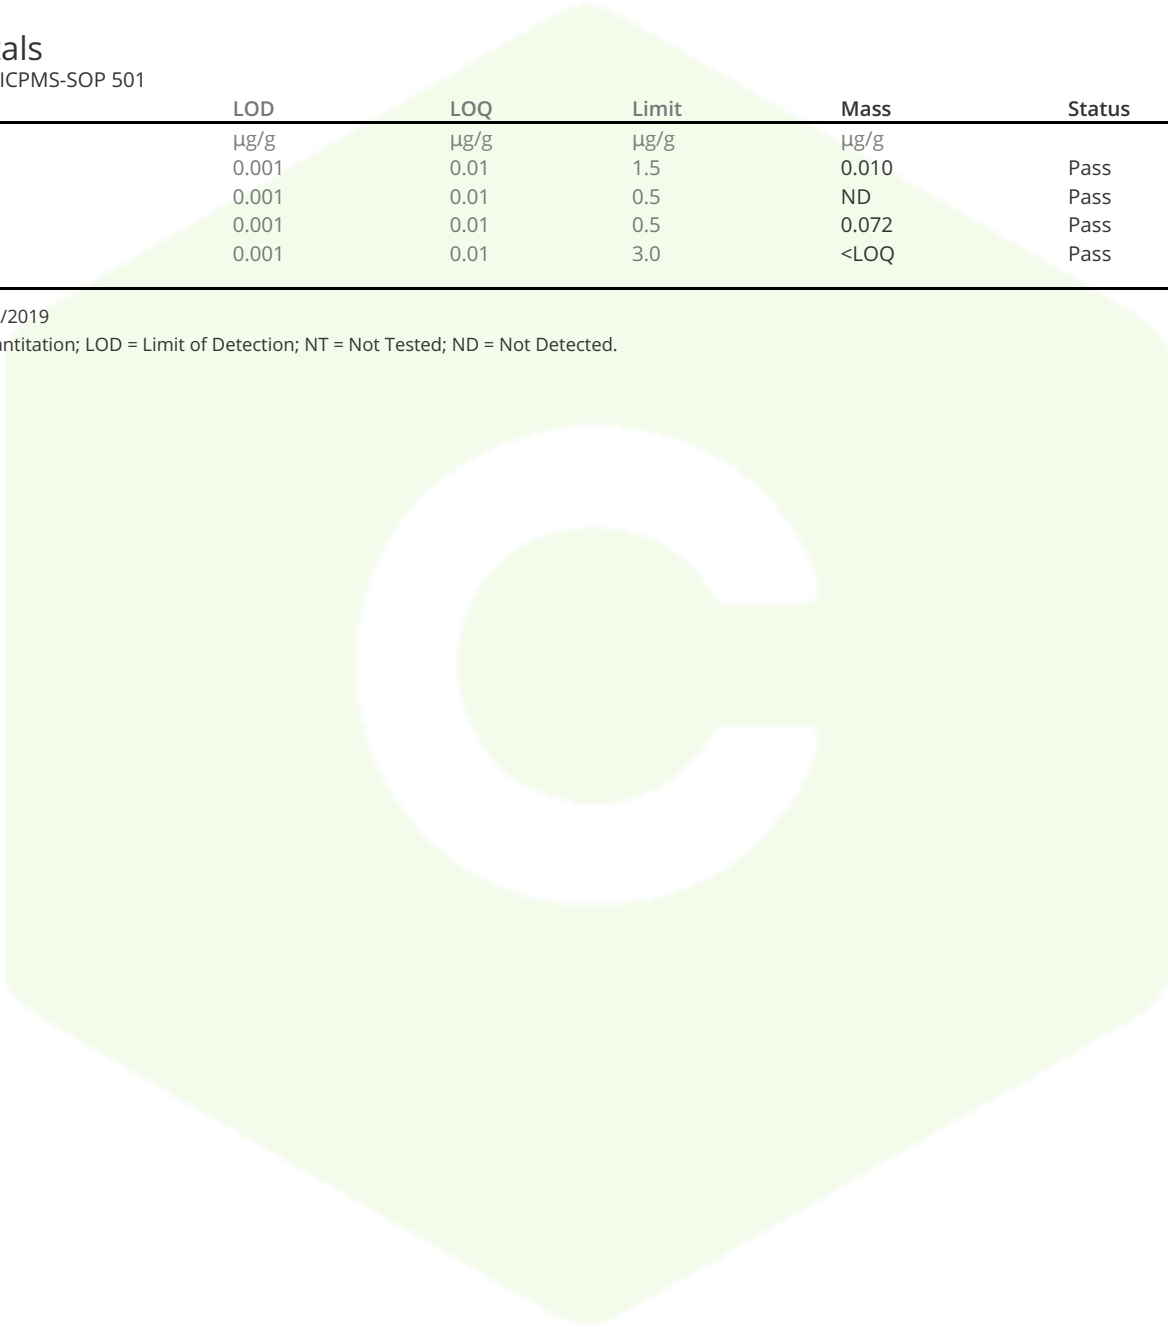 tals
ICPMS-SOP 501
LOD LOQ Limit Mass Status
µg/g µg/g µg/g µg/g
0.001 0.01 1.5 0.010 Pass
0.001 0.01 0.5 ND Pass
0.001 0.01 0.5 0.072 Pass
0.001 0.01 3.0 <LOQ Pass
/2019
antitation; LOD = Limit of Detection; NT = Not Tested; ND = Not Detected.
C